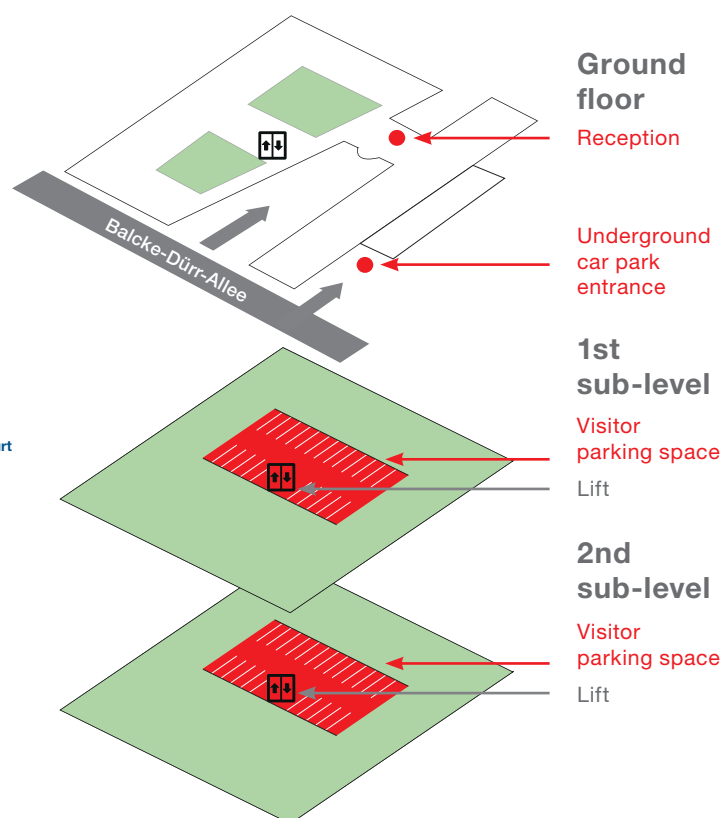 Ground
floor
Reception
Balcke-Dürr-Allee
Underground
car park
entrance
1st
sub-level
Visitor
parking space
Lift
2nd
sub-level
Visitor
parking space
Lift